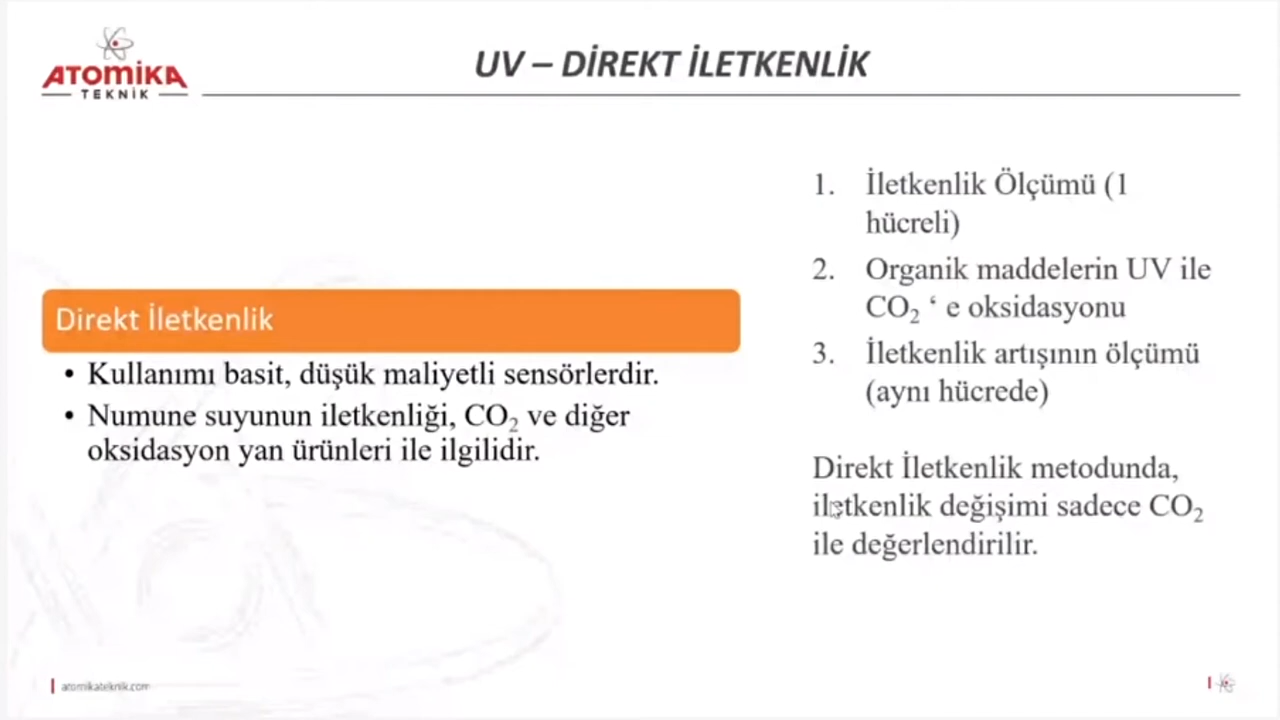 ATOMİKA
TEKNİK
UV – DİREKT İLETKENLİK
Direkt İletkenlik
• Kullanımı basit, düşük maliyetli sensörlerdir.
• Numune suyunun iletkenliği, CO₂ ve diğer
oksidasyon yan ürünleri ile ilgilidir.
1. İletkenlik Ölçümü (1
hücreli)
2. Organik maddelerin UV ile
CO₂ ‘ e oksidasyonu
3. İletkenlik artışının ölçümü
(aynı hücrede)
Direkt İletkenlik metodunda,
iletkenlik değişimi sadece CO₂
ile değerlendirilir.
atomikateknik.com